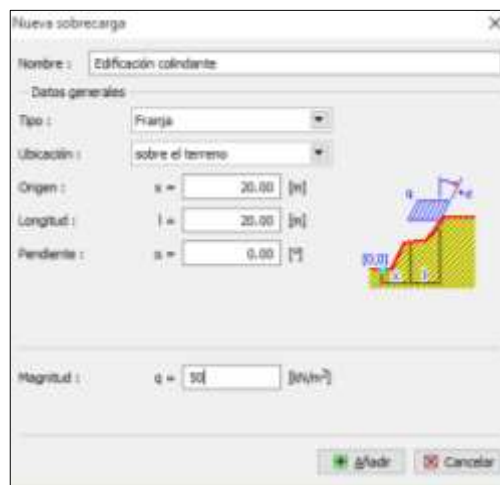 Nueva sobrecarga
Nombre : Edificación colindante
Datos generales
Tipo : Franja
Ubicación : sobre el terreno
Origen : x = 20.00 [m]
Longitud : l = 20.00 [m]
Pendiente : α = 0.00 [°]
q α
[0,0] x l
Magnitud : q = 50 [kN/m²]
Añadir Cancelar